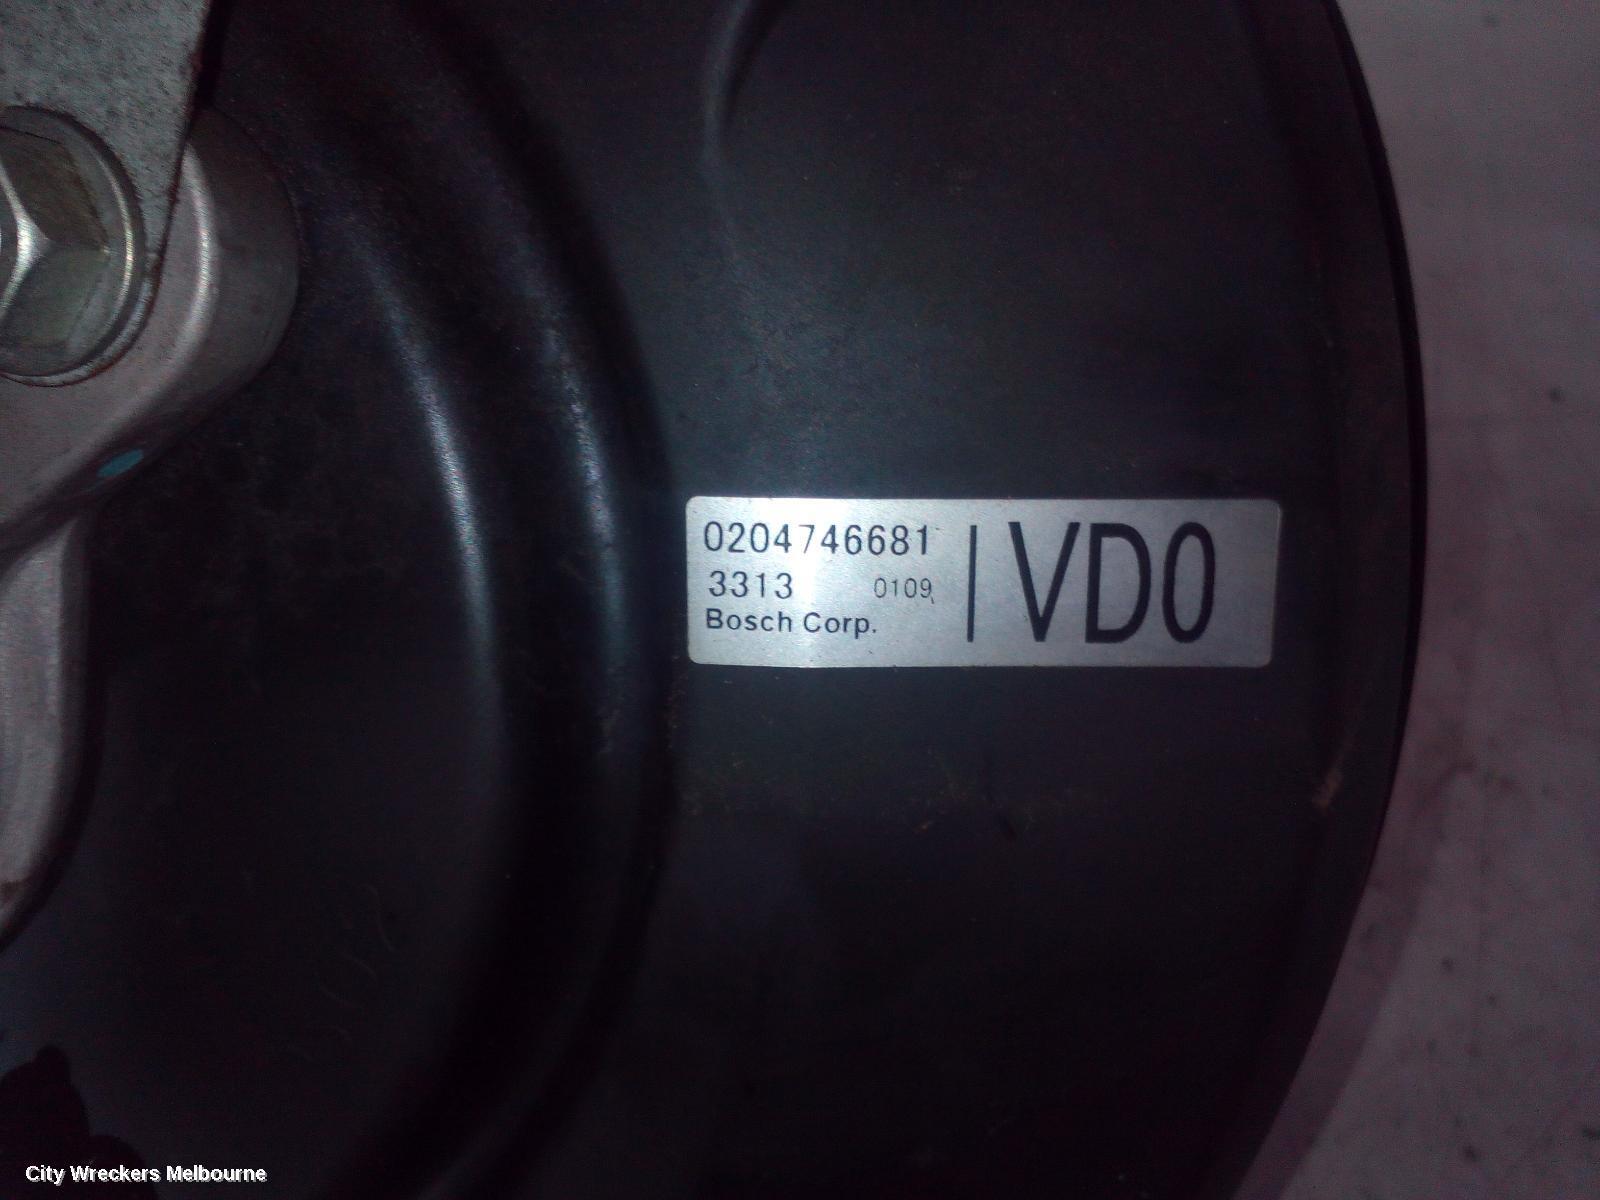 0204746681
3313 0109
Bosch Corp.
VD0
City Wreckers Melbourne